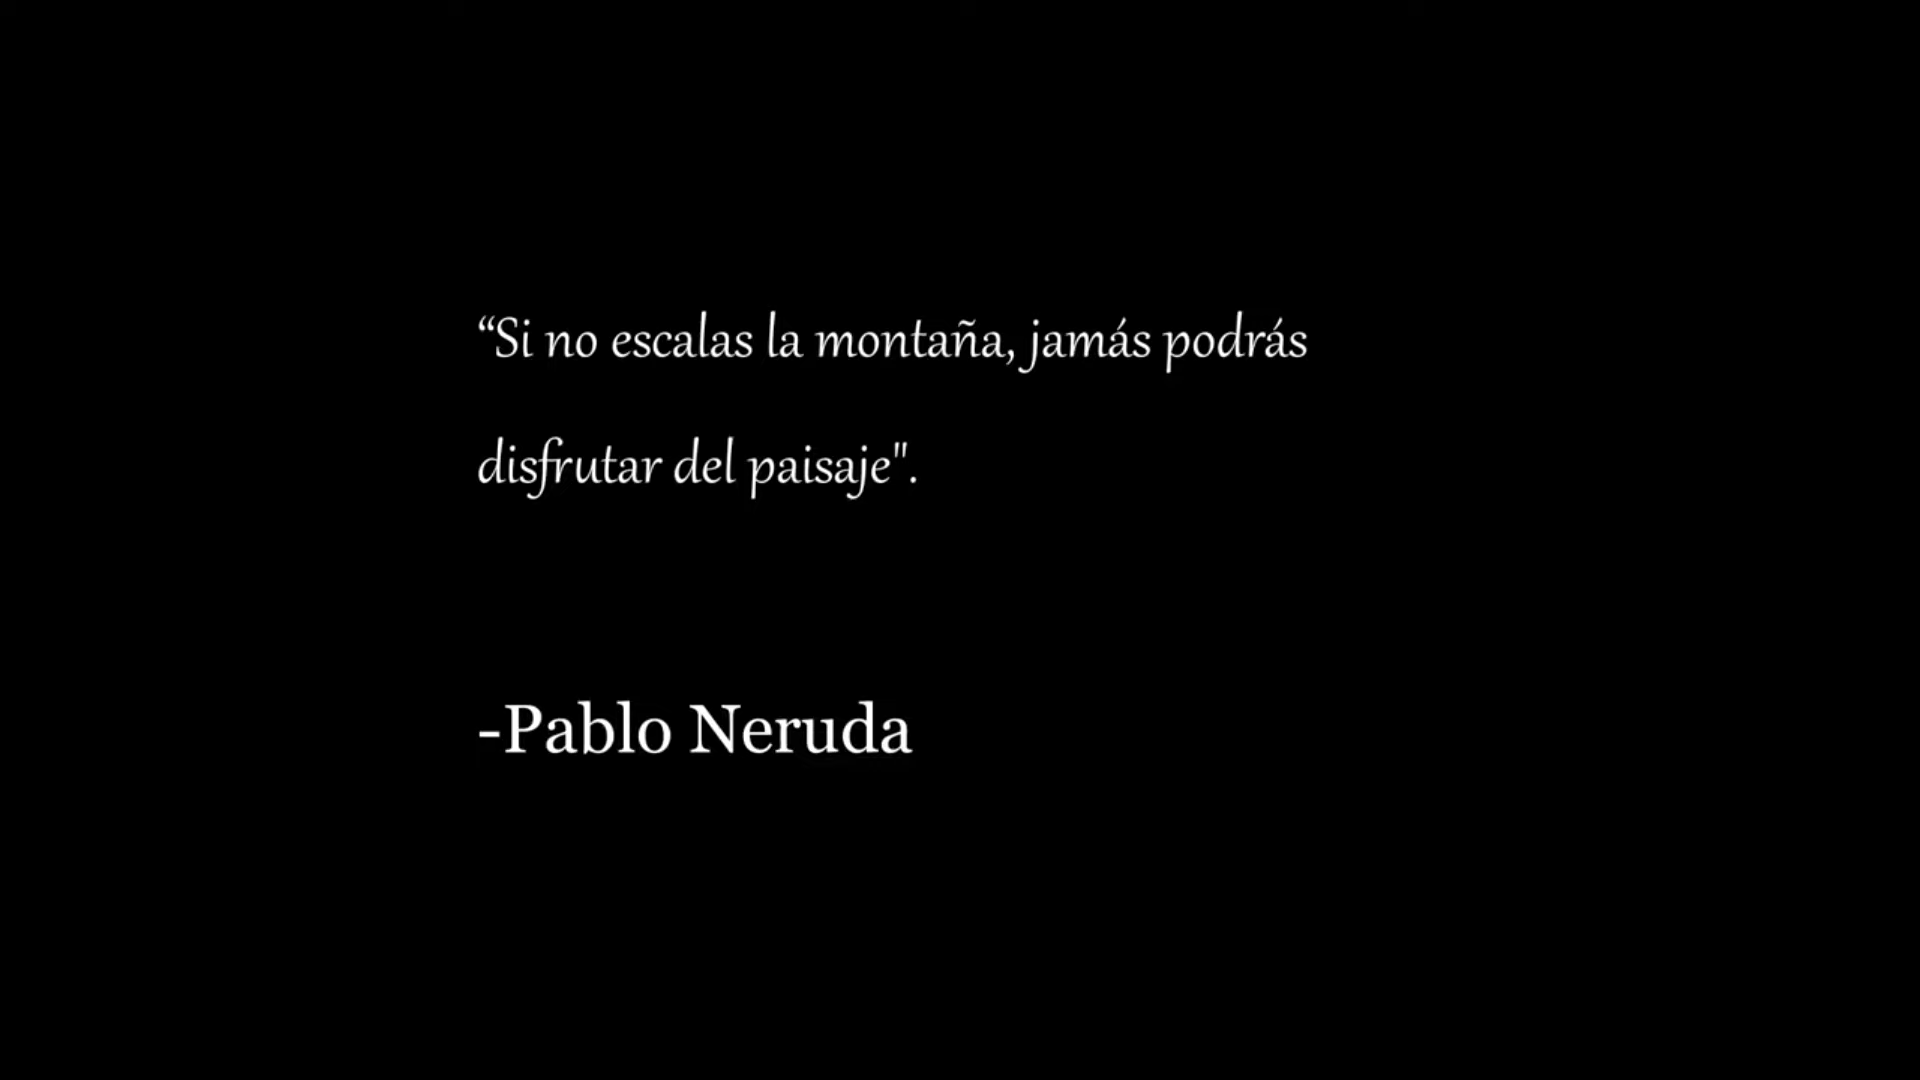 “Si no escalas la montaña, jamás podrás
disfrutar del paisaje".
-Pablo Neruda